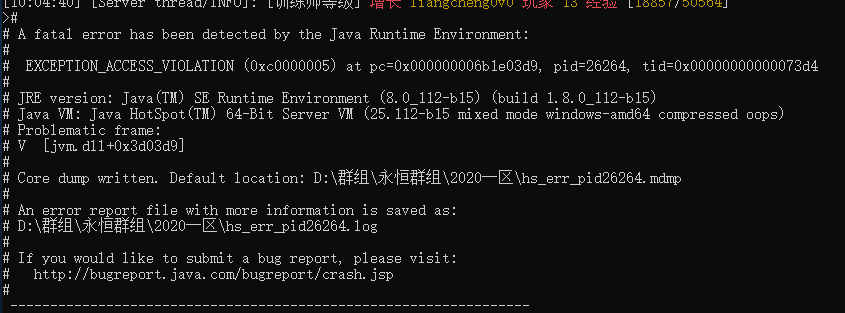 [10:04:40] [Server thread/INFO]: [训练师等级] 增长 liangcheng0v0 玩家 13 经验 [18857/50564]
>#
# A fatal error has been detected by the Java Runtime Environment:
#
#  EXCEPTION_ACCESS_VIOLATION (0xc0000005) at pc=0x000000006b1e03d9, pid=26264, tid=0x00000000000073d4
#
# JRE version: Java(TM) SE Runtime Environment (8.0_112-b15) (build 1.8.0_112-b15)
# Java VM: Java HotSpot(TM) 64-Bit Server VM (25.112-b15 mixed mode windows-amd64 compressed oops)
# Problematic frame:
# V  [jvm.dll+0x3d03d9]
#
# Core dump written. Default location: D:\群组\永恒群组\2020一区\hs_err_pid26264.mdmp
#
# An error report file with more information is saved as:
# D:\群组\永恒群组\2020一区\hs_err_pid26264.log
#
# If you would like to submit a bug report, please visit:
#   http://bugreport.java.com/bugreport/crash.jsp
#
----------------------------------------------------------------